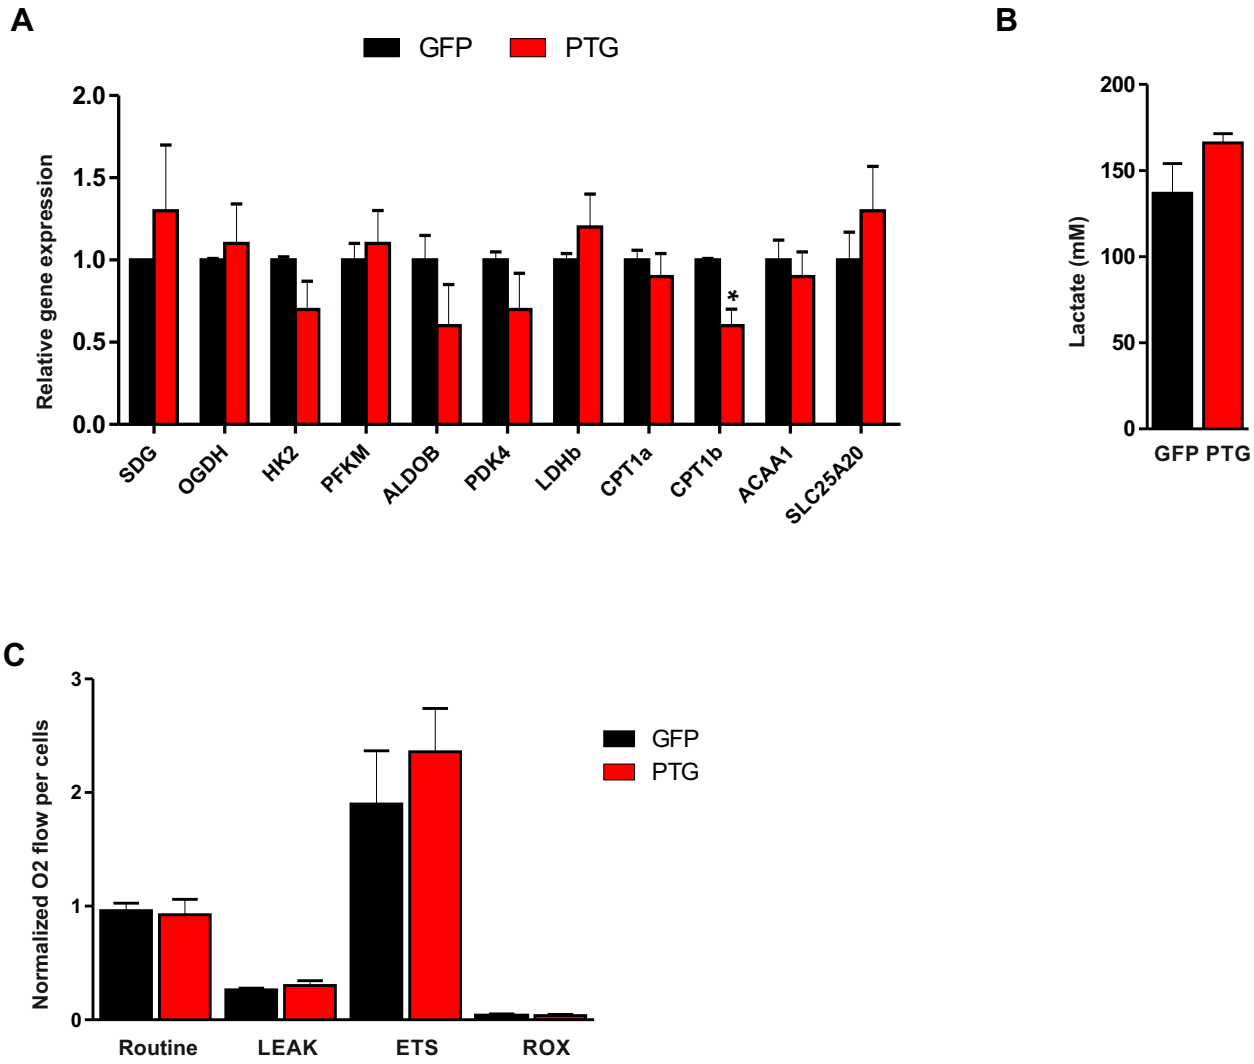 A
GFP PTG
Relative gene expression
2.0
1.5
1.0
0.5
0.0
SDG OGDH HK2 PFKM ALDOB PDK4 LDHb CPT1a CPT1b ACAA1 SLC25A20
*
B
Lactate (mM)
200
150
100
50
0
GFP PTG
C
Normalized O2 flow per cells
3
2
1
0
Routine LEAK ETS ROX
GFP
PTG